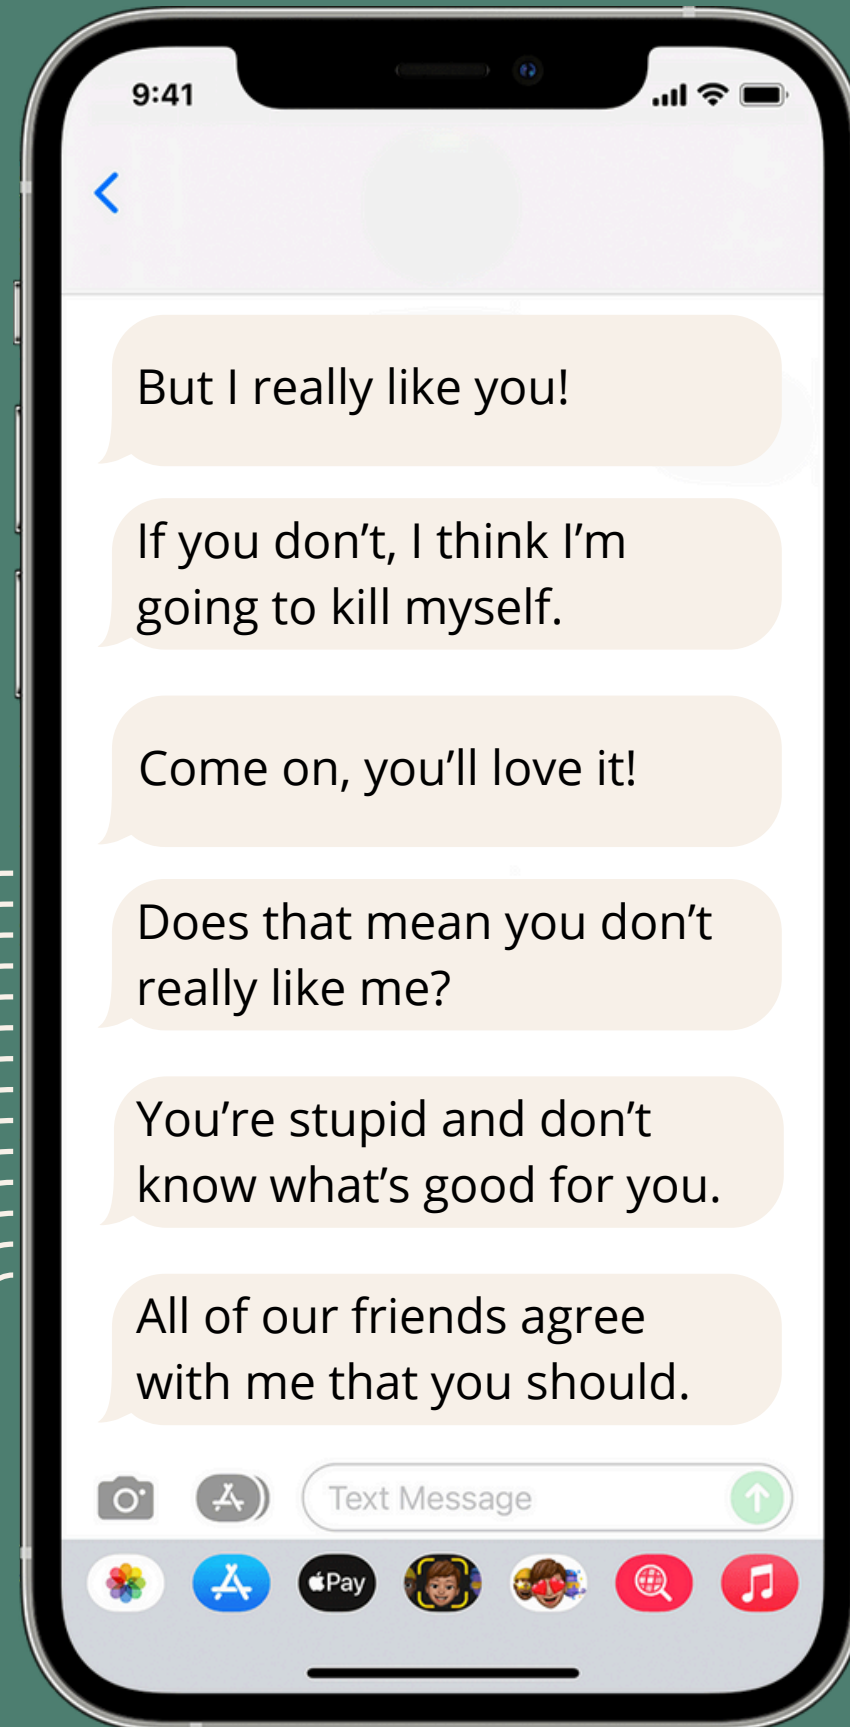 9:41
But I really like you!
If you don’t, I think I’m
going to kill myself.
Come on, you’ll love it!
Does that mean you don’t
really like me?
You’re stupid and don’t
know what’s good for you.
All of our friends agree
with me that you should.
Text Message
Pay